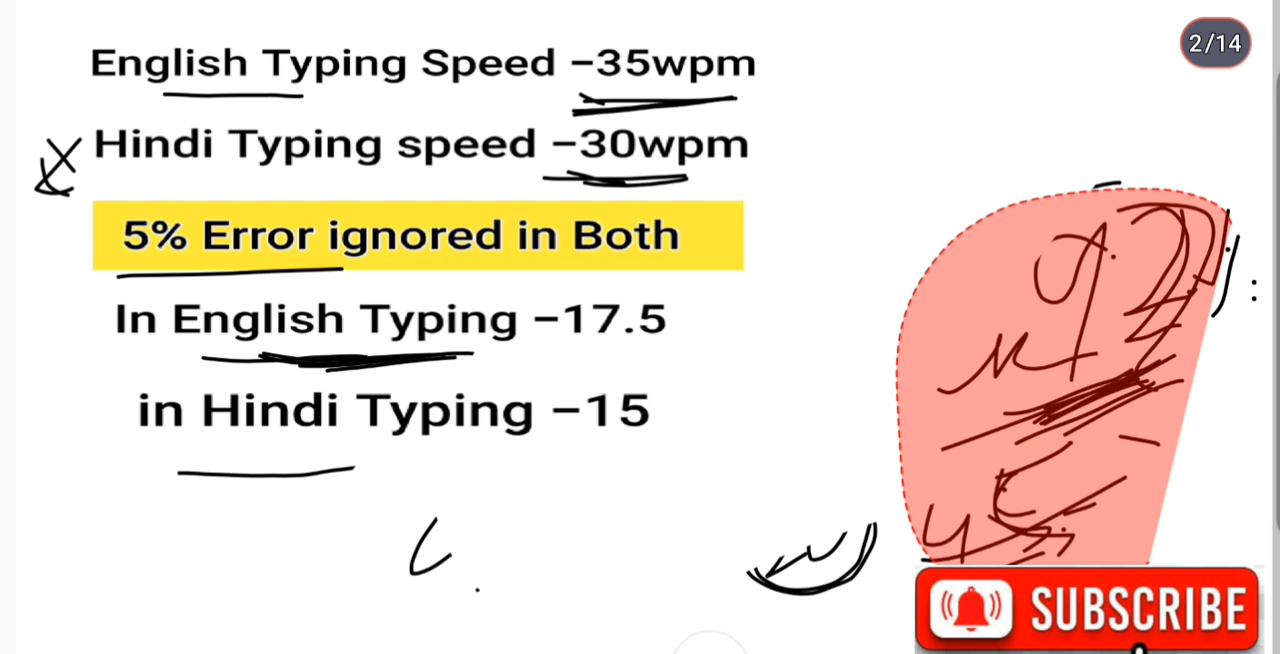 2/14
English Typing Speed –35wpm
Hindi Typing speed –30wpm
5% Error ignored in Both
In English Typing –17.5
in Hindi Typing –15
SUBSCRIBE